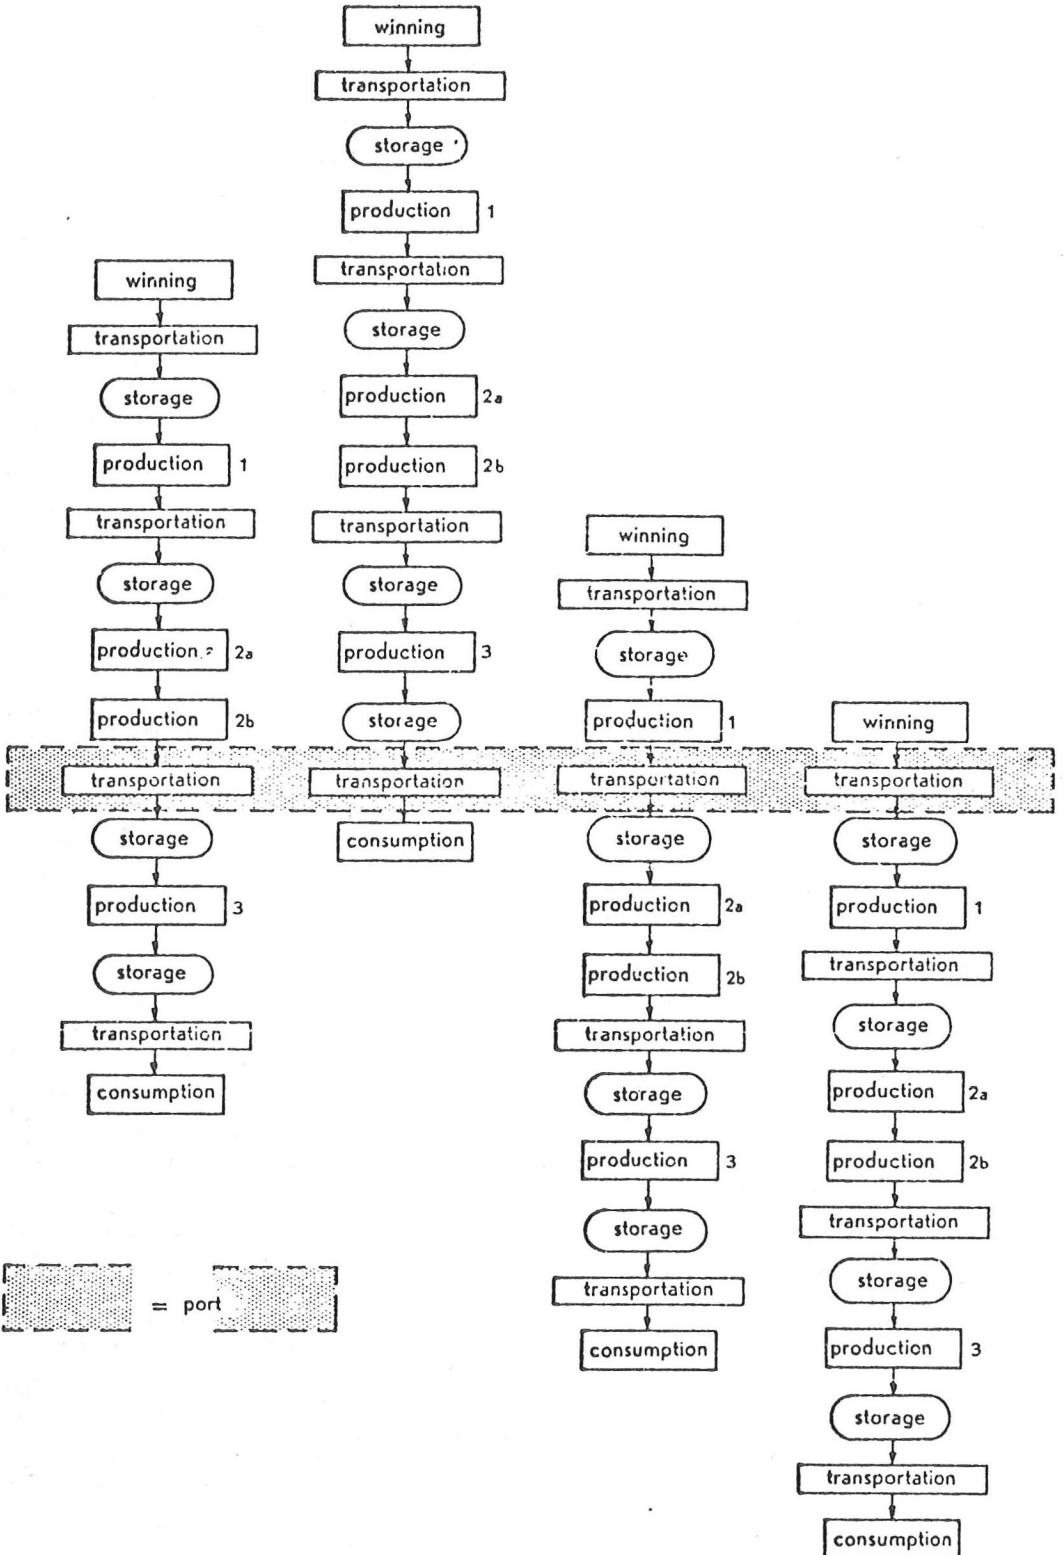 winning
transportation
storage
production 1
transportation
storage
production 2a
production 2b
transportation
storage
production 3
storage
transportation
consumption
winning
transportation
storage
production 1
transportation
storage
production 2a
production 2b
transportation
storage
production 3
storage
transportation
consumption
winning
transportation
storage
production 1
transportation
storage
production 2a
production 2b
transportation
storage
production 3
storage
transportation
consumption
winning
transportation
storage
production 1
transportation
storage
production 2a
production 2b
transportation
storage
production 3
storage
transportation
consumption
= port